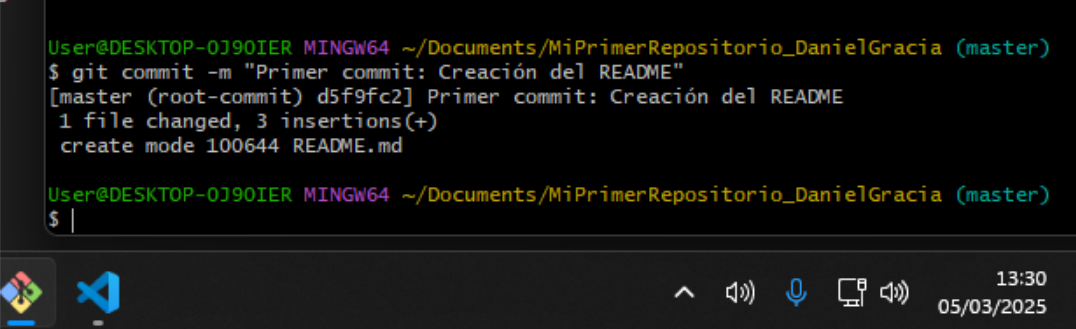 User@DESKTOP-OJ9OIER MINGW64 ~/Documents/MiPrimerRepositorio_DanielGracia (master)
$ git commit -m "Primer commit: Creación del README"
[master (root-commit) d5f9fc2] Primer commit: Creación del README
 1 file changed, 3 insertions(+)
 create mode 100644 README.md
User@DESKTOP-OJ9OIER MINGW64 ~/Documents/MiPrimerRepositorio_DanielGracia (master)
$
13:30
05/03/2025